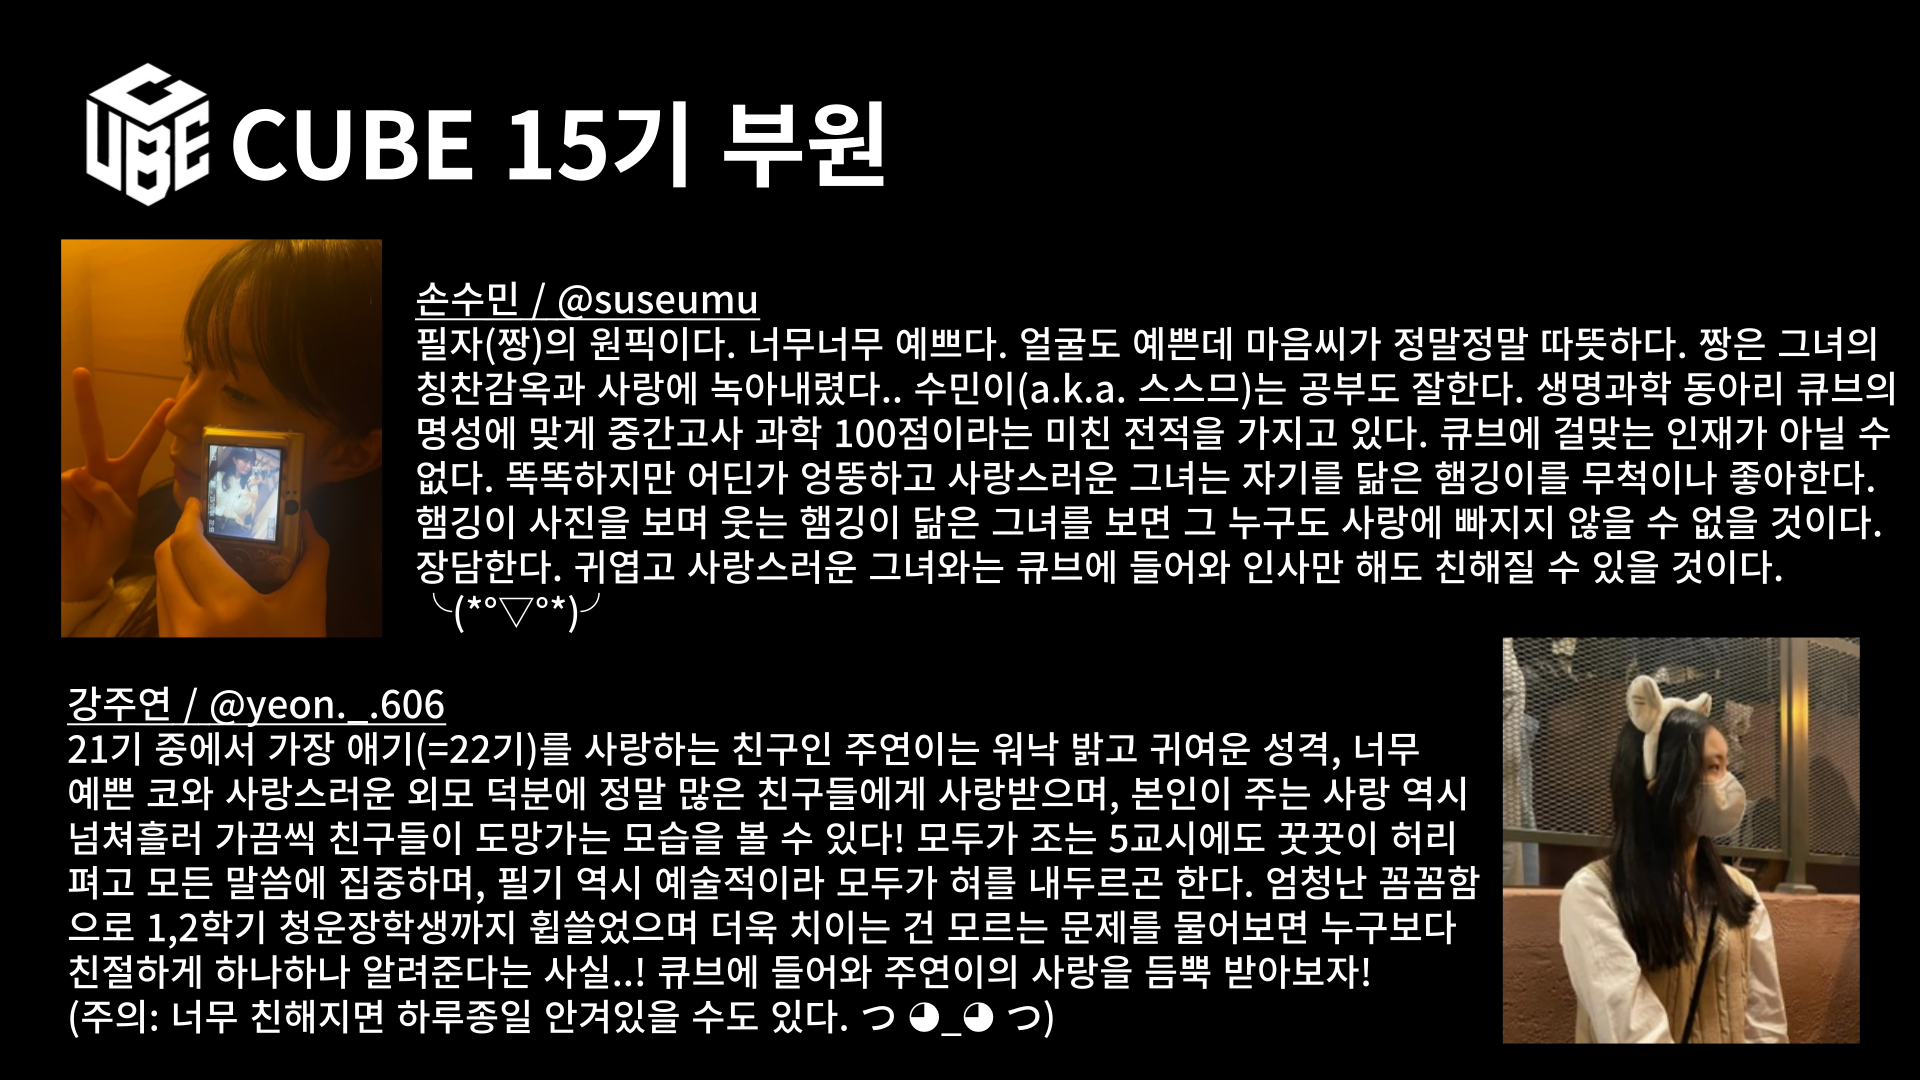 CUBE
CUBE 15기 부원
손수민 / @suseumu
필자(짱)의 원픽이다. 너무너무 예쁘다. 얼굴도 예쁜데 마음씨가 정말정말 따뜻하다. 짱은 그녀의
칭찬감옥과 사랑에 녹아내렸다.. 수민이(a.k.a. 스스므)는 공부도 잘한다. 생명과학 동아리 큐브의
명성에 맞게 중간고사 과학 100점이라는 미친 전적을 가지고 있다. 큐브에 걸맞는 인재가 아닐 수
없다. 똑똑하지만 어딘가 엉뚱하고 사랑스러운 그녀는 자기를 닮은 햄깅이를 무척이나 좋아한다.
햄깅이 사진을 보며 웃는 햄깅이 닮은 그녀를 보면 그 누구도 사랑에 빠지지 않을 수 없을 것이다.
장담한다. 귀엽고 사랑스러운 그녀와는 큐브에 들어와 인사만 해도 친해질 수 있을 것이다.
╰(*°▽°*)╯
강주연 / @yeon._.606
21기 중에서 가장 애기(=22기)를 사랑하는 친구인 주연이는 워낙 밝고 귀여운 성격, 너무
예쁜 코와 사랑스러운 외모 덕분에 정말 많은 친구들에게 사랑받으며, 본인이 주는 사랑 역시
넘쳐흘러 가끔씩 친구들이 도망가는 모습을 볼 수 있다! 모두가 조는 5교시에도 꿋꿋이 허리
펴고 모든 말씀에 집중하며, 필기 역시 예술적이라 모두가 혀를 내두르곤 한다. 엄청난 꼼꼼함
으로 1,2학기 청운장학생까지 휩쓸었으며 더욱 치이는 건 모르는 문제를 물어보면 누구보다
친절하게 하나하나 알려준다는 사실..! 큐브에 들어와 주연이의 사랑을 듬뿍 받아보자!
(주의: 너무 친해지면 하루종일 안겨있을 수도 있다. つ ◕_◕ つ)